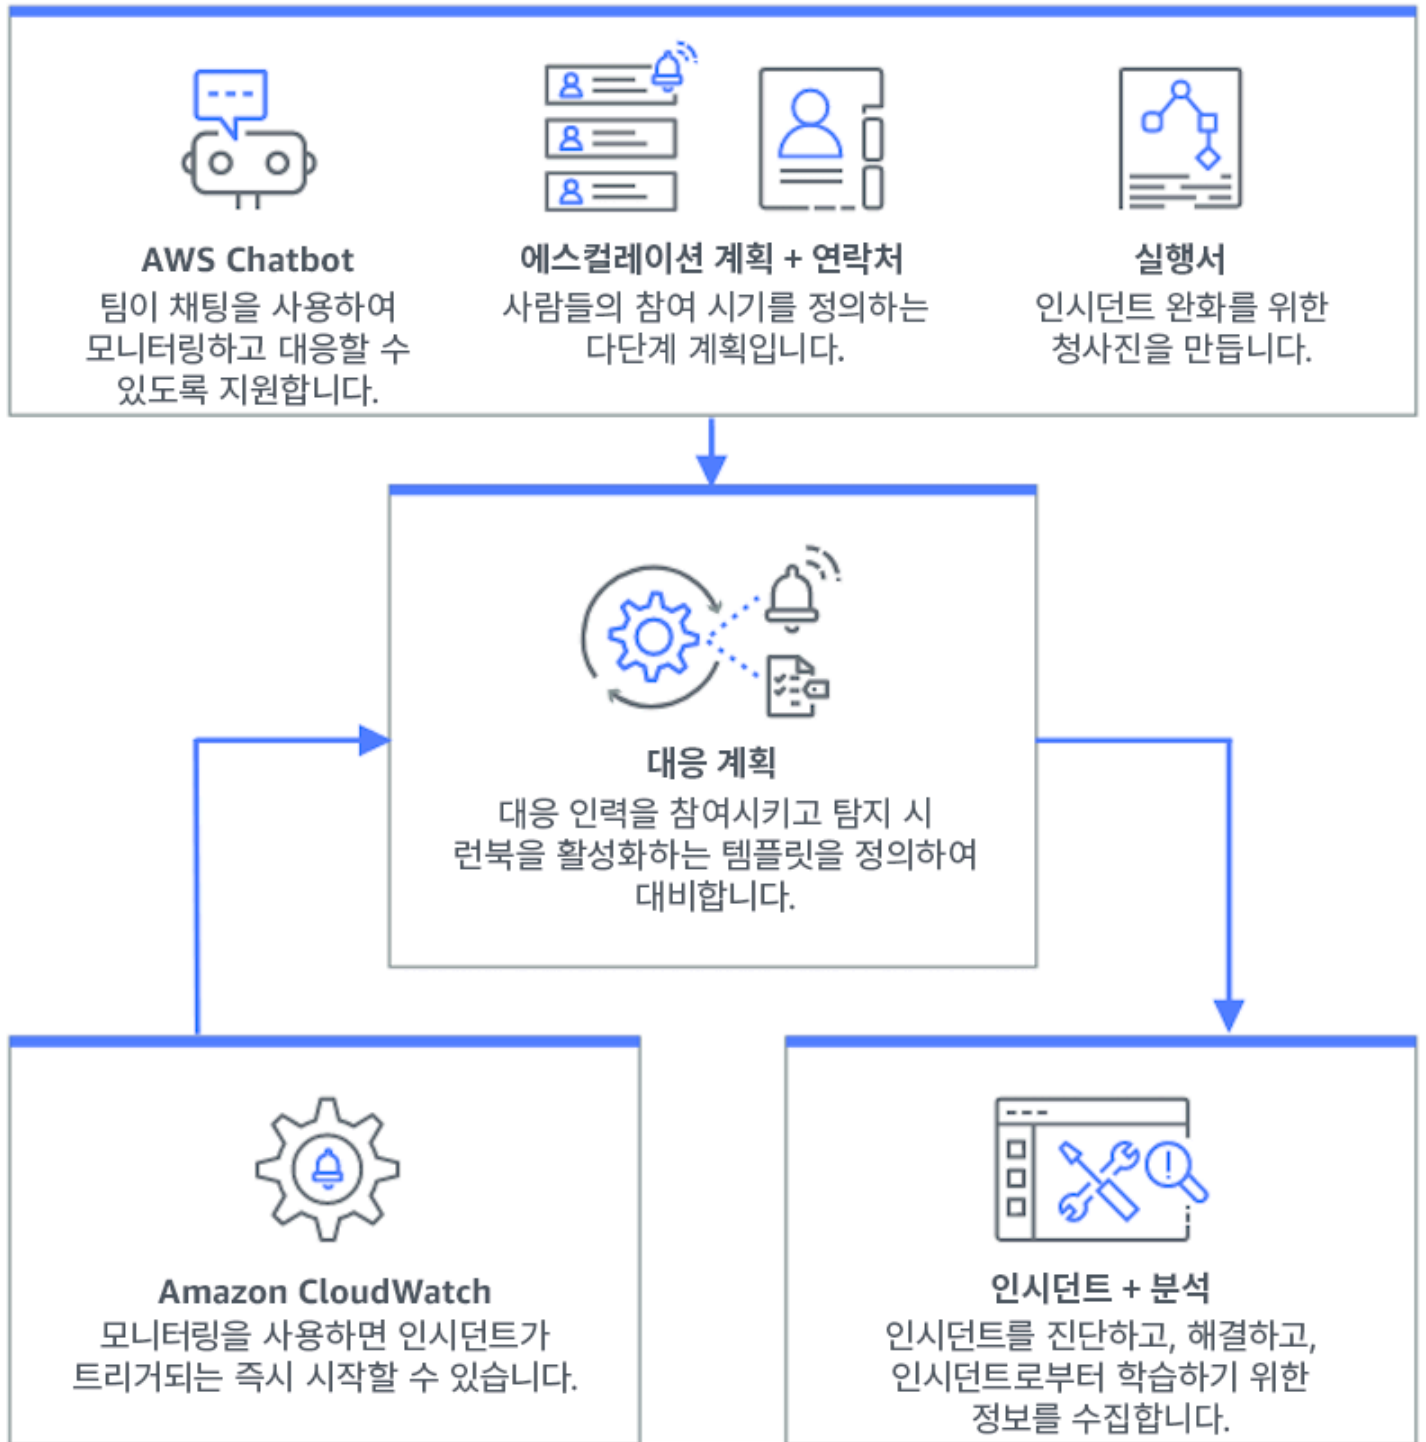 AWS Chatbot
팀이 채팅을 사용하여
모니터링하고 대응할 수
있도록 지원합니다.
에스컬레이션 계획 + 연락처
사람들의 참여 시기를 정의하는
다단계 계획입니다.
실행서
인시던트 완화를 위한
청사진을 만듭니다.
대응 계획
대응 인력을 참여시키고 탐지 시
런북을 활성화하는 템플릿을 정의하여
대비합니다.
Amazon CloudWatch
모니터링을 사용하면 인시던트가
트리거되는 즉시 시작할 수 있습니다.
인시던트 + 분석
인시던트를 진단하고, 해결하고,
인시던트로부터 학습하기 위한
정보를 수집합니다.